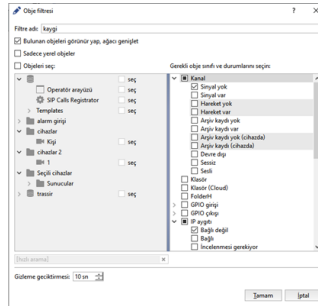 Obje filtresi
Filtre adı: kaygi
Bulunan objeleri görünür yap, ağacı genişlet
Sadece yerel objeler
Objeleri seç:
seç
Operatör arayüzü seç
SIP Calls Registrator seç
Templates seç
alarm girişi
cihazlar
Kişi seç
cihazlar 2
1 seç
Seçili cihazlar
Sunucular
trassir seç
[hızlı arama]
Gerekli obje sınıfı ve durumlarını seçin:
Kanal
Sinyal yok
Sinyal var
Hareket yok
Hareket var
Arşiv kaydı yok
Arşiv kaydı var
Arşiv kaydı yok (cihazda)
Arşiv kaydı (cihazda)
Devre dışı
Sessiz
Sesli
Klasör
Klasör (Cloud)
FolderH
GPIO girişi
GPIO çıkışı
IP aygıtı
Bağlı değil
Bağlı
İncelenmesi gerekiyor
Gizleme geciktirmesi: 10 sn
Tamam
İptal